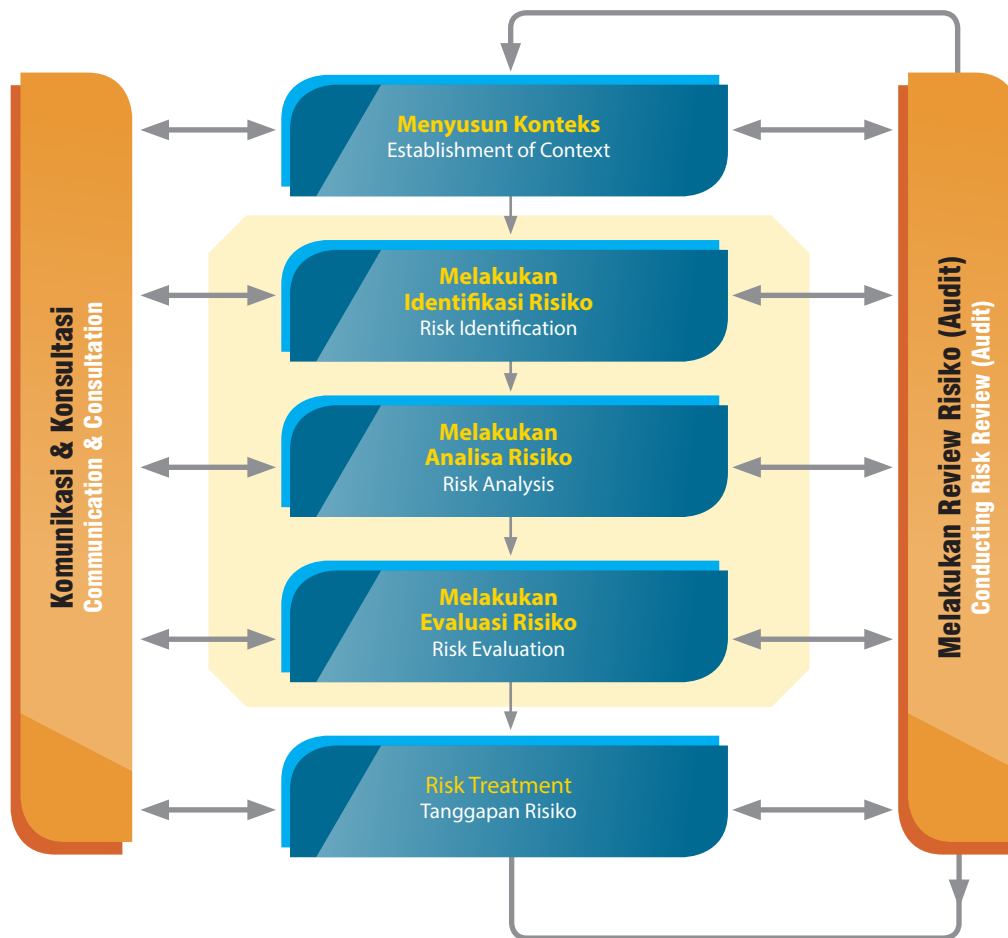 Komunikasi & Konsultasi
Communication & Consultation
Menyusun Konteks
Establishment of Context
Melakukan
Identifikasi Risiko
Risk Identification
Melakukan
Analisa Risiko
Risk Analysis
Melakukan
Evaluasi Risiko
Risk Evaluation
Risk Treatment
Tanggapan Risiko
Melakukan Review Risiko (Audit)
Conducting Risk Review (Audit)